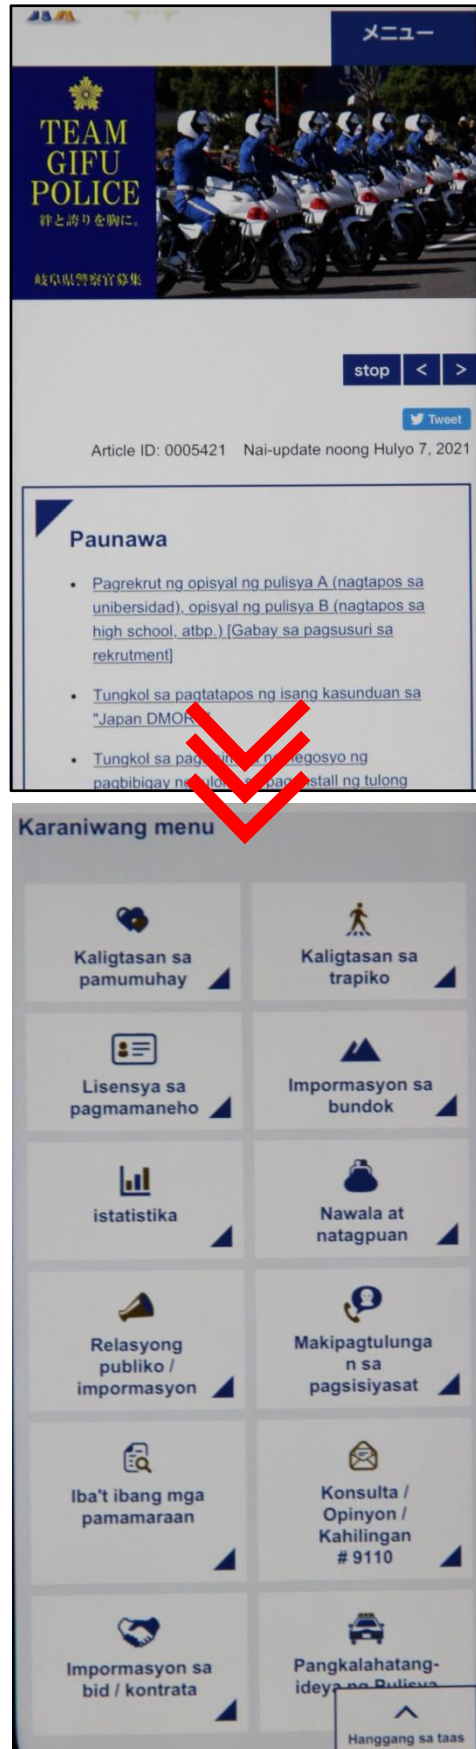 メニュー
TEAM
GIFU
POLICE
絆と誇りを胸に。
岐阜県警察官募集
stop < >
Tweet
Article ID: 0005421 Nai-update noong Hulyo 7, 2021
Paunawa
• Pagrekrut ng opisyal ng pulisya A (nagtapos sa
unibersidad), opisyal ng pulisya B (nagtapos sa
high school, atbp.) [Gabay sa pagsusuri sa
rekrutment]
• Tungkol sa pagtatapos ng isang kasunduan sa
"Japan
• Tungkol sa negosyo ng
pagbibigay tulong
Karaniwang menu
Kaligtasan sa
pamumuhay
Kaligtasan sa
trapiko
Lisensya sa
pagmamaneho
Impormasyon sa
bundok
istatistika
Nawala at
natagpuan
Relasyong
publiko /
impormasyon
Makipagtulunga
n sa
pagsisiyasat
Iba't ibang mga
pamamaraan
Konsulta /
Opinyon /
Kahilingan
# 9110
Impormasyon sa
bid / kontrata
Pangkalahatang-
ideya ng Pulisya
Hanggang sa taas